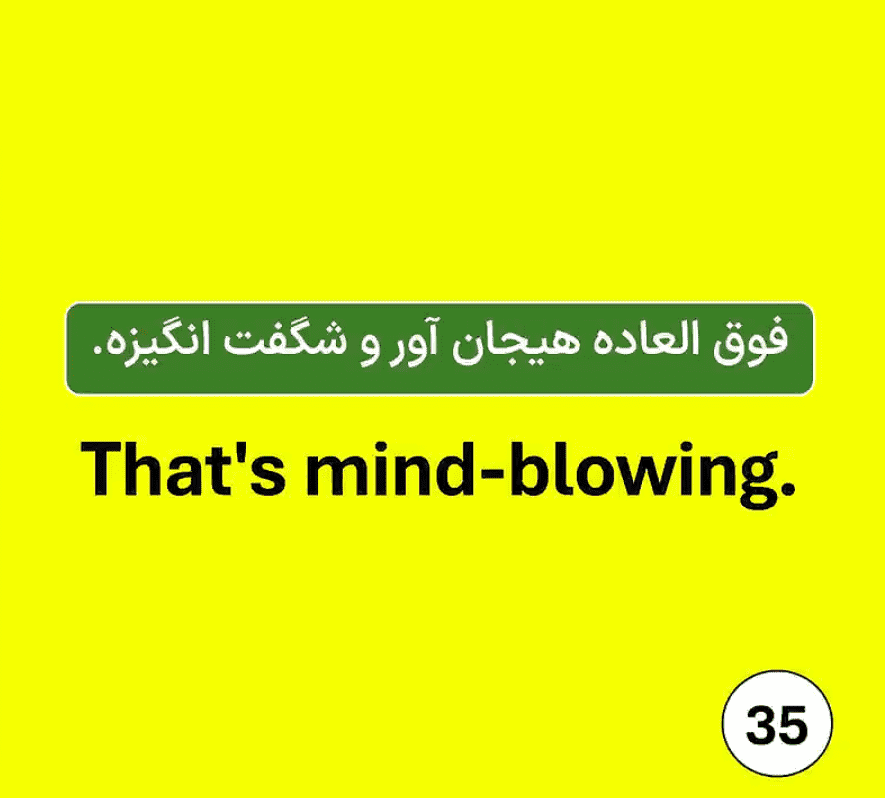 فوق العاده هیجان آور و شگفت انگیزه.
That's mind-blowing.
35